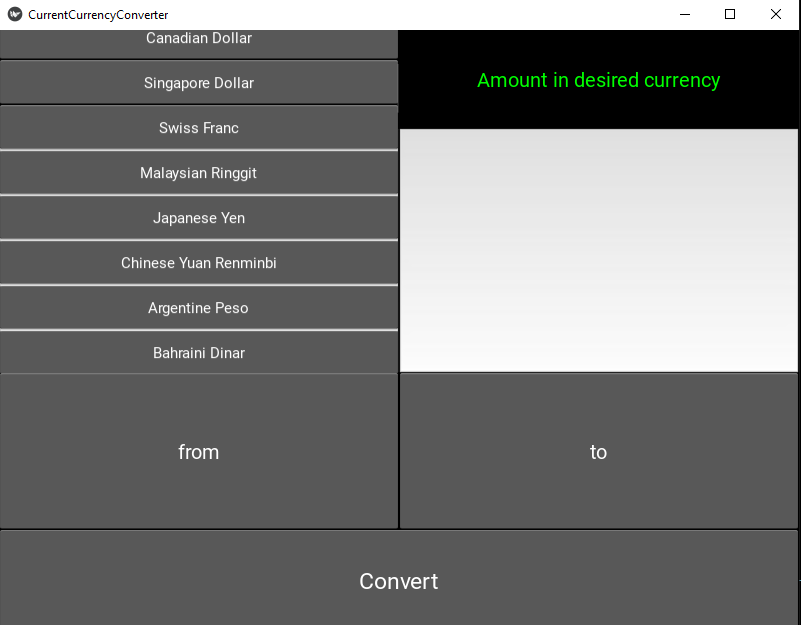 CurrentCurrencyConverter
Canadian Dollar
Singapore Dollar
Swiss Franc
Malaysian Ringgit
Japanese Yen
Chinese Yuan Renminbi
Argentine Peso
Bahraini Dinar
Amount in desired currency
from
to
Convert